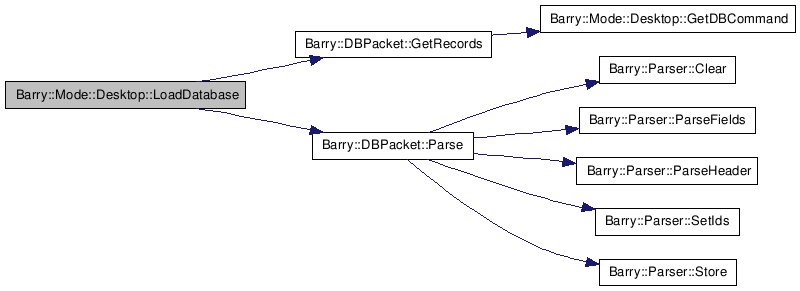 Barry::Mode::Desktop::GetDBCommand
Barry::DBPacket::GetRecords
Barry::Parser::Clear
Barry::Mode::Desktop::LoadDatabase
Barry::Parser::ParseFields
Barry::DBPacket::Parse
Barry::Parser::ParseHeader
Barry::Parser::SetIds
Barry::Parser::Store